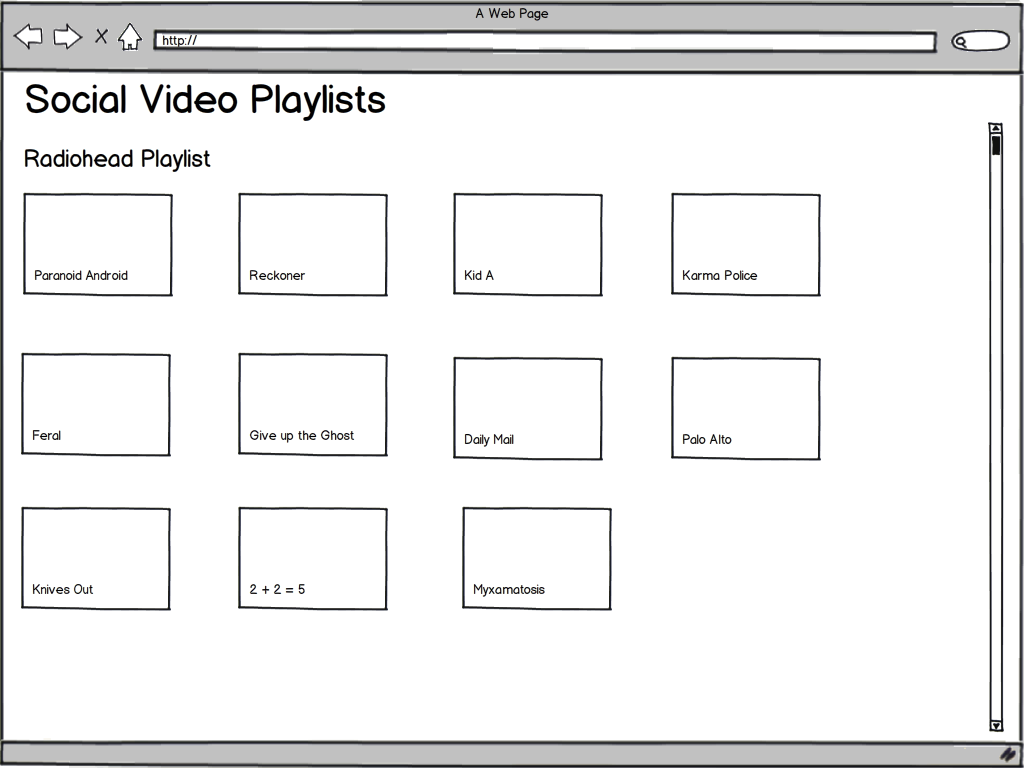 A Web Page
http://
Social Video Playlists
Radiohead Playlist
Paranoid Android
Reckoner
Kid A
Karma Police
Feral
Give up the Ghost
Daily Mail
Palo Alto
Knives Out
2 + 2 = 5
Myxamatosis